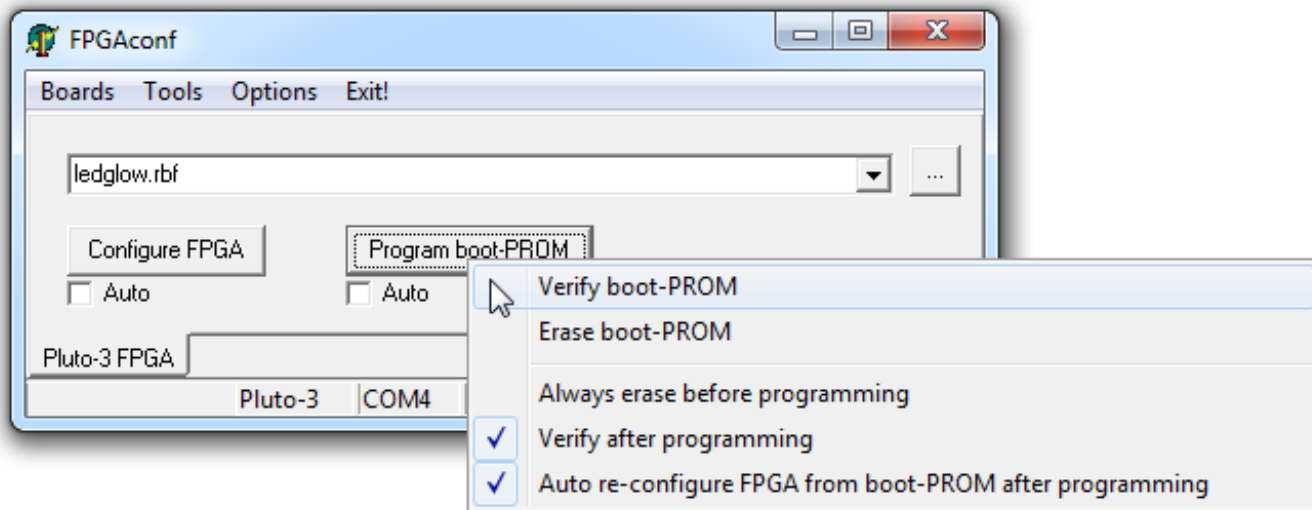 FPGAconf
Boards Tools Options Exit!
ledglow.rbf
...
Configure FPGA
Program boot-PROM
Auto
Auto
Verify boot-PROM
Erase boot-PROM
Always erase before programming
Verify after programming
Auto re-configure FPGA from boot-PROM after programming
Pluto-3 FPGA
Pluto-3 COM4